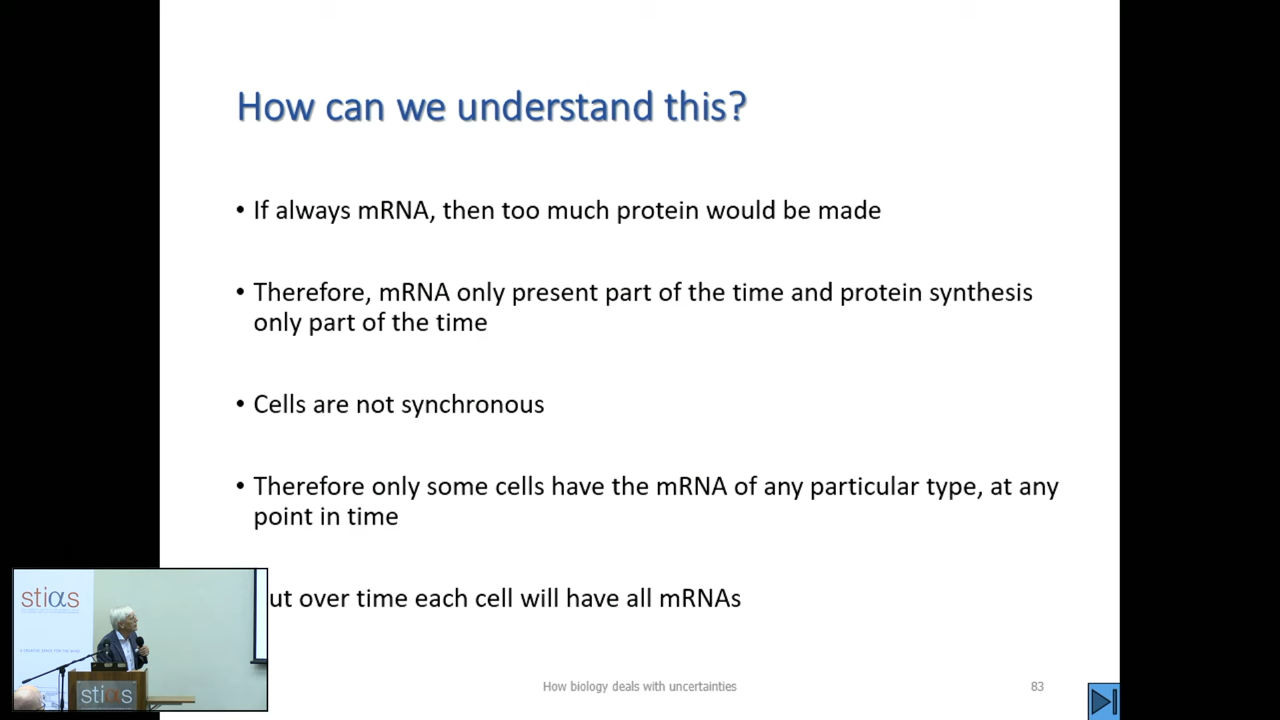 How can we understand this?
• If always mRNA, then too much protein would be made
• Therefore, mRNA only present part of the time and protein synthesis
only part of the time
• Cells are not synchronous
• Therefore only some cells have the mRNA of any particular type, at any
point in time
ut over time each cell will have all mRNAs
stiαs
stiαs
How biology deals with uncertainties
83